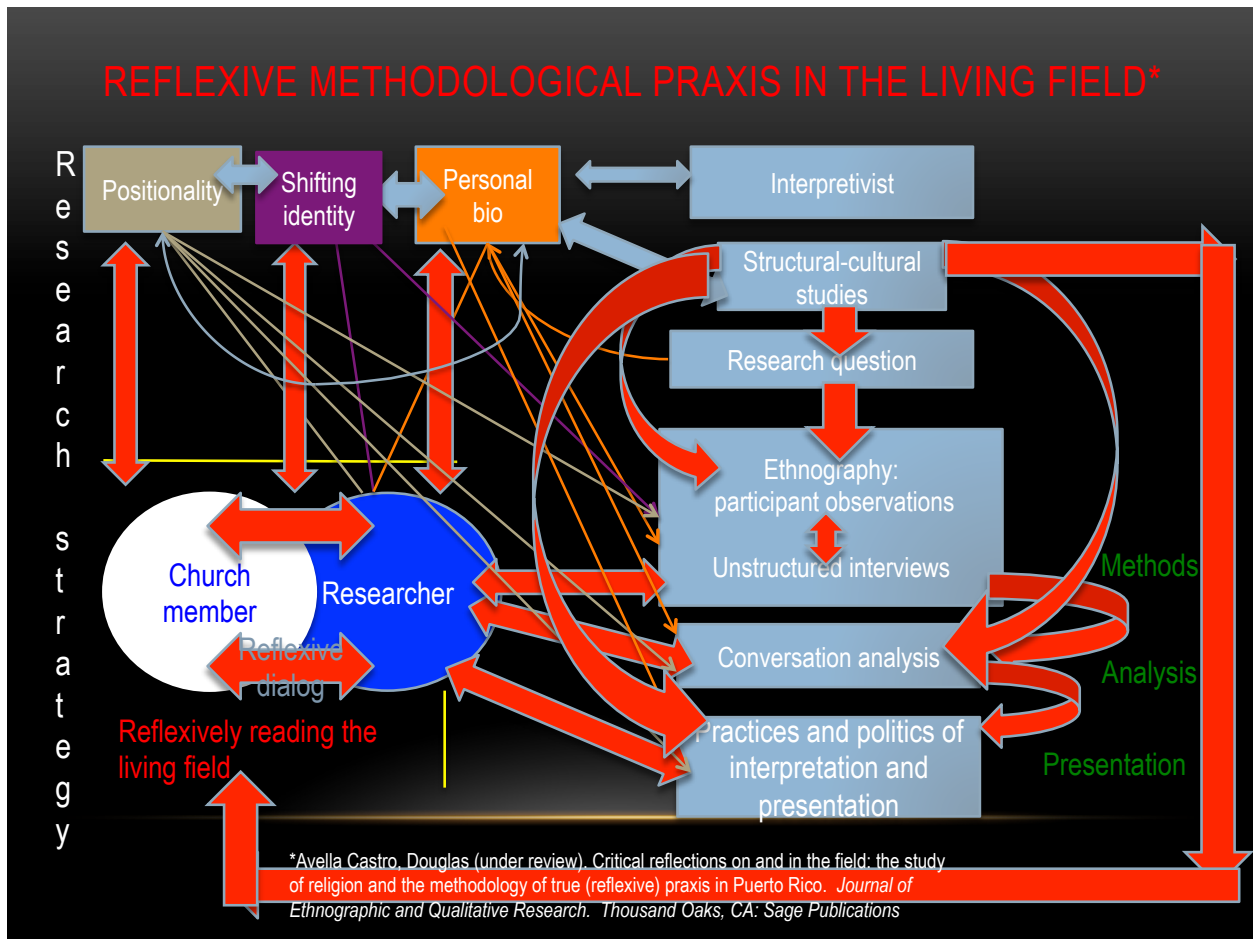 REFLEXIVE METHODOLOGICAL PRAXIS IN THE LIVING FIELD*
Research strategy
Positionality
Shifting
identity
Personal
bio
Interpretivist
Structural-cultural
studies
Research question
Ethnography:
participant observations
Unstructured interviews
Church
member
Researcher
Reflexive
dialog
Conversation analysis
Methods
Analysis
Reflexively reading the
living field
Practices and politics of
interpretation and
presentation
Presentation
*Avella Castro, Douglas (under review). Critical reflections on and in the field: the study
of religion and the methodology of true (reflexive) praxis in Puerto Rico. Journal of
Ethnographic and Qualitative Research. Thousand Oaks, CA: Sage Publications